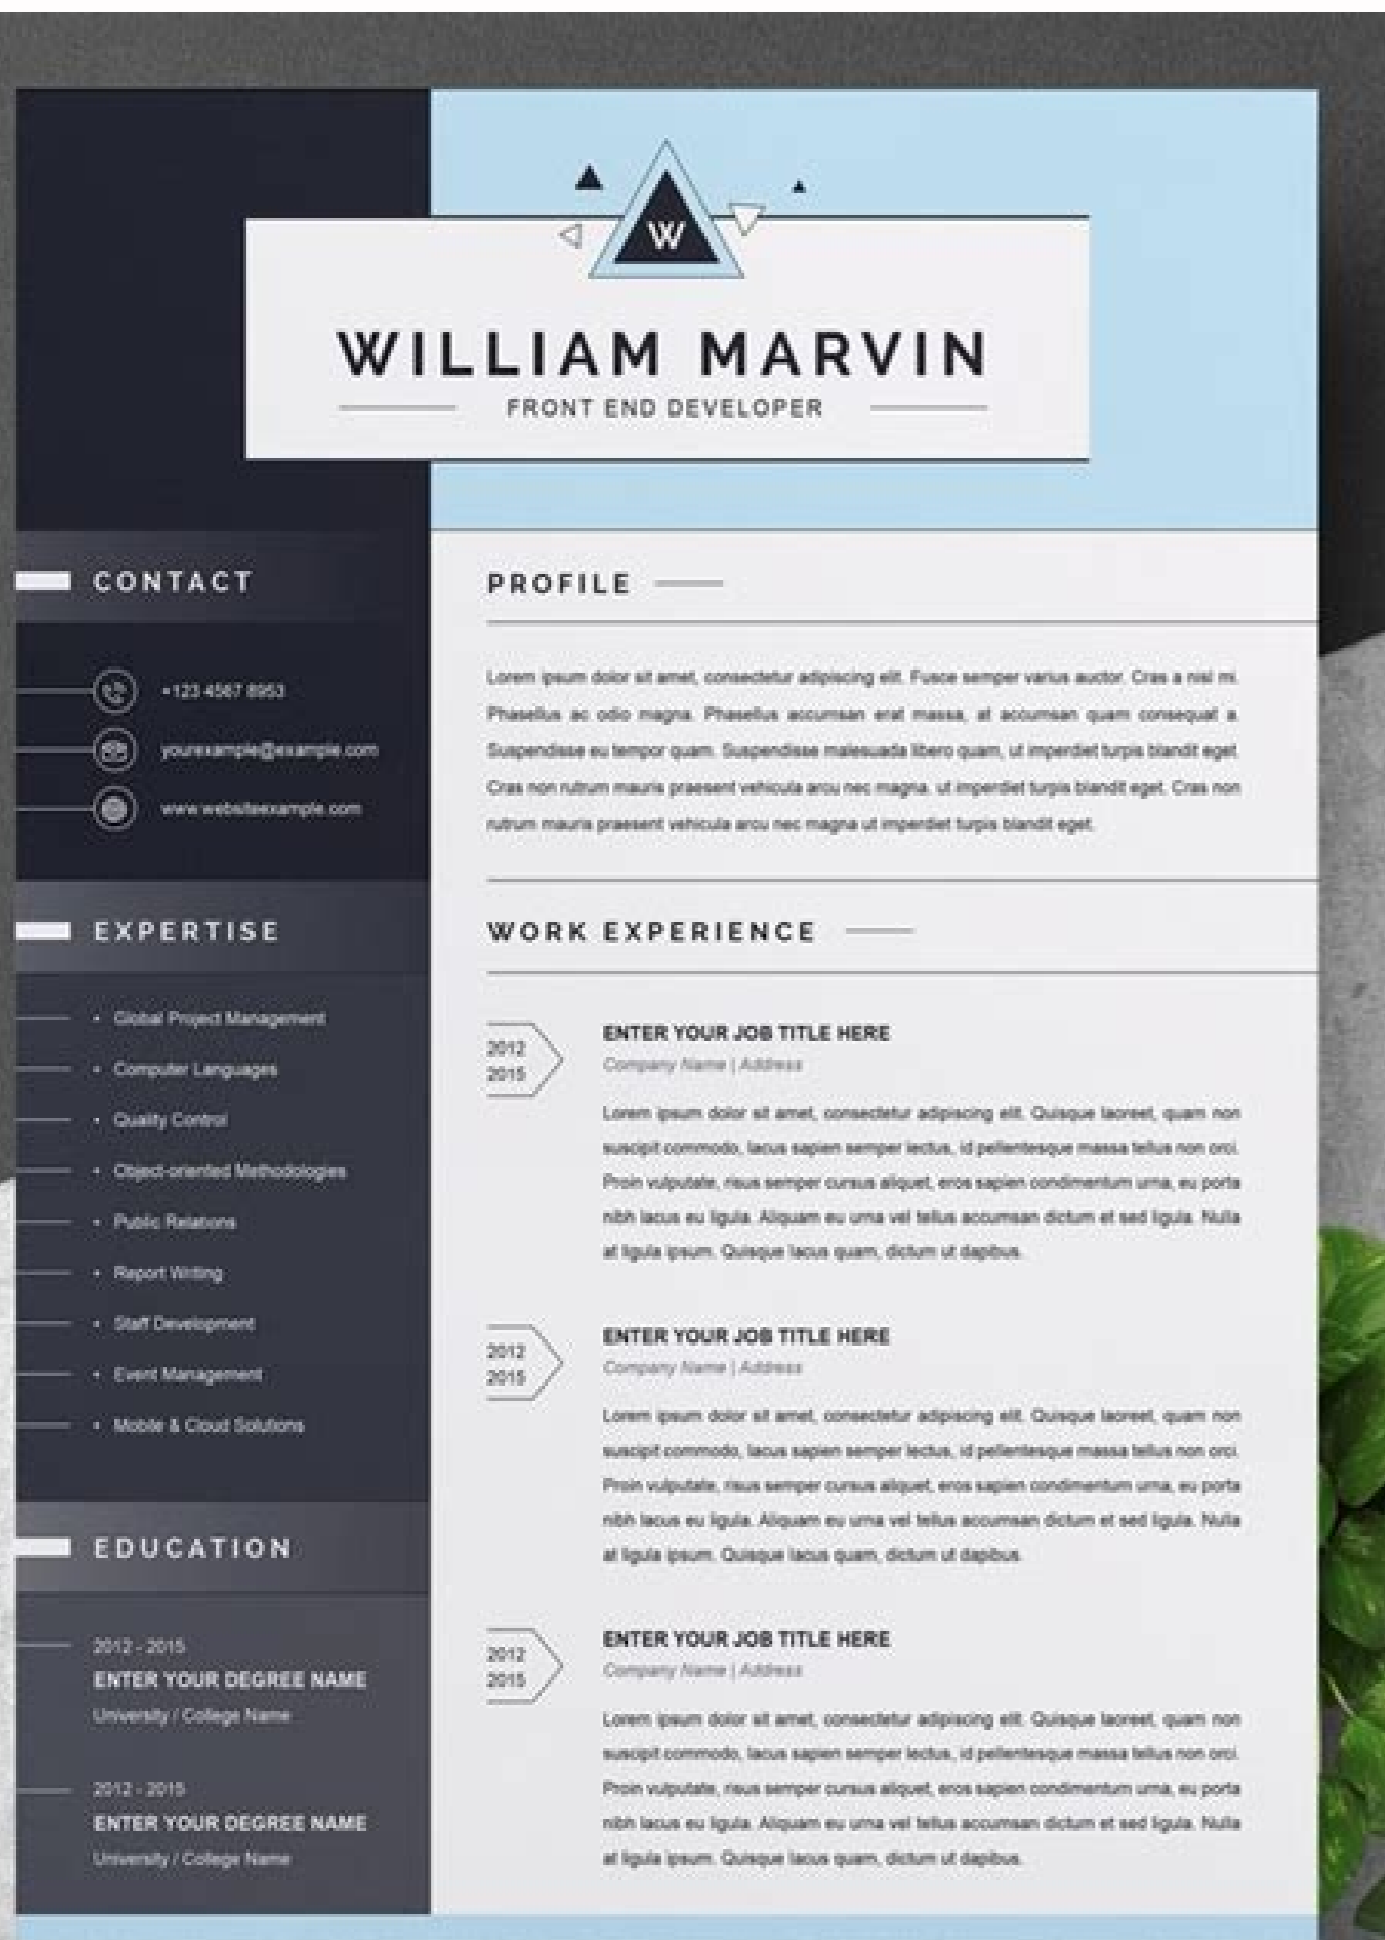 W
WILLIAM MARVIN
FRONT END DEVELOPER
CONTACT
+123 4567 8953
yourexample@example.com
www.websiteexample.com
EXPERTISE
• Global Project Management
• Computer Languages
• Quality Control
• Object-oriented Methodologies
• Public Relations
• Report Writing
• Staff Development
• Event Management
• Mobile & Cloud Solutions
EDUCATION
2012 - 2015
ENTER YOUR DEGREE NAME
University / College Name
2012 - 2015
ENTER YOUR DEGREE NAME
University / College Name
PROFILE
Lorem ipsum dolor sit amet, consectetur adipiscing elit. Fusce semper varius auctor. Cras a nisl mi.
Phasellus ac odio magna. Phasellus accumsan erat massa, at accumsan quam consequat a.
Suspendisse eu tempor quam. Suspendisse malesuada libero quam, ut imperdiet turpis blandit eget.
Cras non rutrum mauris praesent vehicula arcu nec magna. ut imperdiet turpis blandit eget. Cras non
rutrum mauris praesent vehicula arcu nec magna ut imperdiet turpis blandit eget.
WORK EXPERIENCE
2012
2015
ENTER YOUR JOB TITLE HERE
Company Name | Address
Lorem ipsum dolor sit amet, consectetur adipiscing elit. Quisque laoreet, quam non
suscipit commodo, lacus sapien semper lectus, id pellentesque massa tellus non orci.
Proin vulputate, risus semper cursus aliquet, eros sapien condimentum urna, eu porta
nibh lacus eu ligula. Aliquam eu urna vel tellus accumsan dictum et sed ligula. Nulla
at ligula ipsum. Quisque lacus quam, dictum ut dapibus.
2012
2015
ENTER YOUR JOB TITLE HERE
Company Name | Address
Lorem ipsum dolor sit amet, consectetur adipiscing elit. Quisque laoreet, quam non
suscipit commodo, lacus sapien semper lectus, id pellentesque massa tellus non orci.
Proin vulputate, risus semper cursus aliquet, eros sapien condimentum urna, eu porta
nibh lacus eu ligula. Aliquam eu urna vel tellus accumsan dictum et sed ligula. Nulla
at ligula ipsum. Quisque lacus quam, dictum ut dapibus.
2012
2015
ENTER YOUR JOB TITLE HERE
Company Name | Address
Lorem ipsum dolor sit amet, consectetur adipiscing elit. Quisque laoreet, quam non
suscipit commodo, lacus sapien semper lectus, id pellentesque massa tellus non orci.
Proin vulputate, risus semper cursus aliquet, eros sapien condimentum urna, eu porta
nibh lacus eu ligula. Aliquam eu urna vel tellus accumsan dictum et sed ligula. Nulla
at ligula ipsum. Quisque lacus quam, dictum ut dapibus.